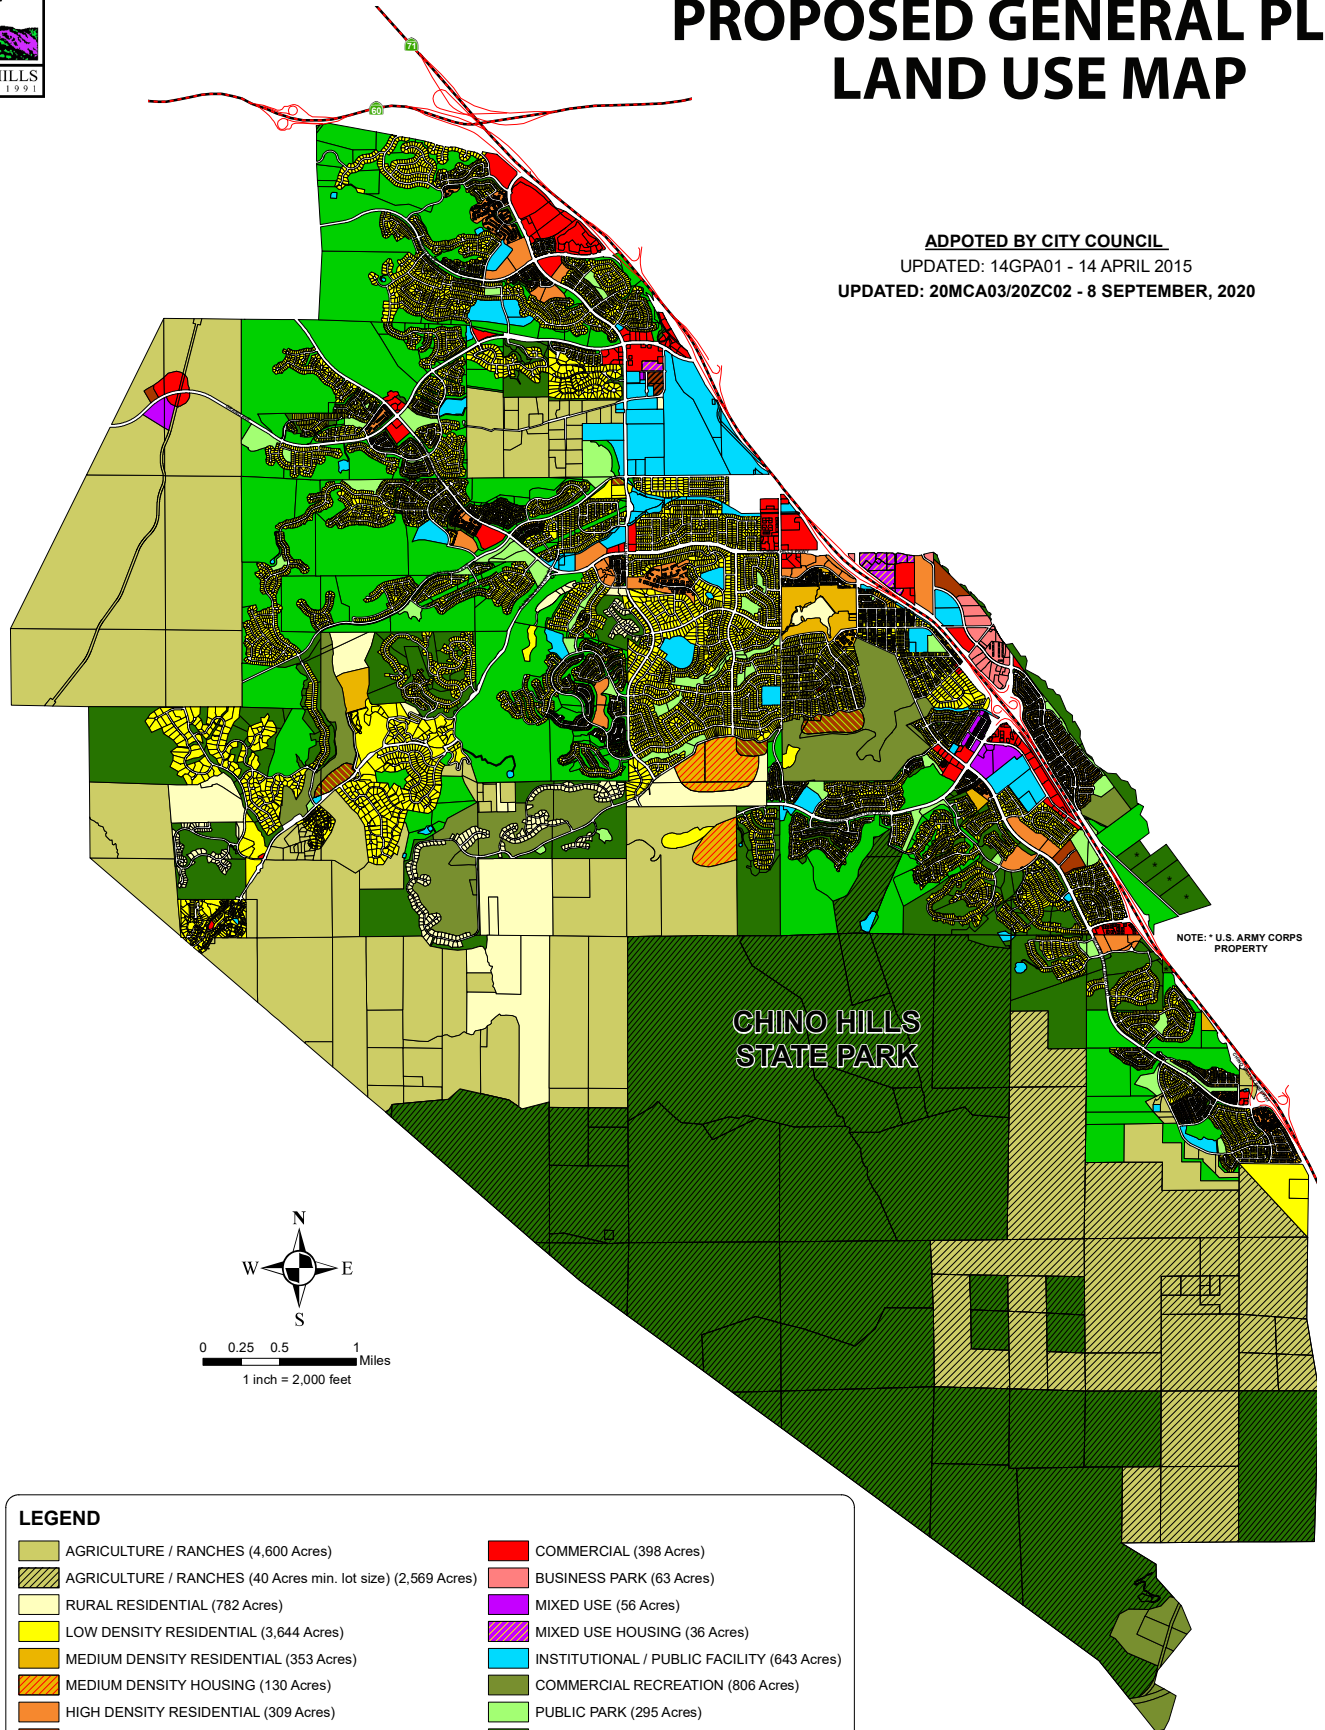 PROPOSED GENERAL PL
LAND USE MAP
HILLS
1991
71
60
ADPOTED BY CITY COUNCIL
UPDATED: 14GPA01 - 14 APRIL 2015
UPDATED: 20MCA03/20ZC02 - 8 SEPTEMBER, 2020
NOTE: * U.S. ARMY CORPS
PROPERTY
CHINO HILLS
STATE PARK
N
W E
S
0 0.25 0.5 1
Miles
1 inch = 2,000 feet
LEGEND
AGRICULTURE / RANCHES (4,600 Acres)
AGRICULTURE / RANCHES (40 Acres min. lot size) (2,569 Acres)
RURAL RESIDENTIAL (782 Acres)
LOW DENSITY RESIDENTIAL (3,644 Acres)
MEDIUM DENSITY RESIDENTIAL (353 Acres)
MEDIUM DENSITY HOUSING (130 Acres)
HIGH DENSITY RESIDENTIAL (309 Acres)
COMMERCIAL (398 Acres)
BUSINESS PARK (63 Acres)
MIXED USE (56 Acres)
MIXED USE HOUSING (36 Acres)
INSTITUTIONAL / PUBLIC FACILITY (643 Acres)
COMMERCIAL RECREATION (806 Acres)
PUBLIC PARK (295 Acres)